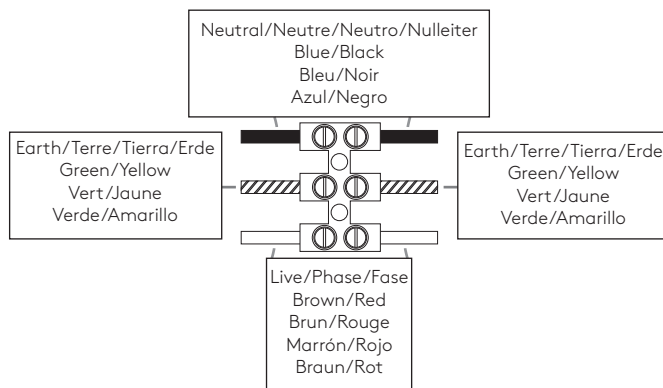 Neutral/Neutre/Neutro/Nulleiter
Blue/Black
Bleu/Noir
Azul/Negro
Earth/Terre/Tierra/Erde
Green/Yellow
Vert/Jaune
Verde/Amarillo
Earth/Terre/Tierra/Erde
Green/Yellow
Vert/Jaune
Verde/Amarillo
Live/Phase/Fase
Brown/Red
Brun/Rouge
Marrón/Rojo
Braun/Rot